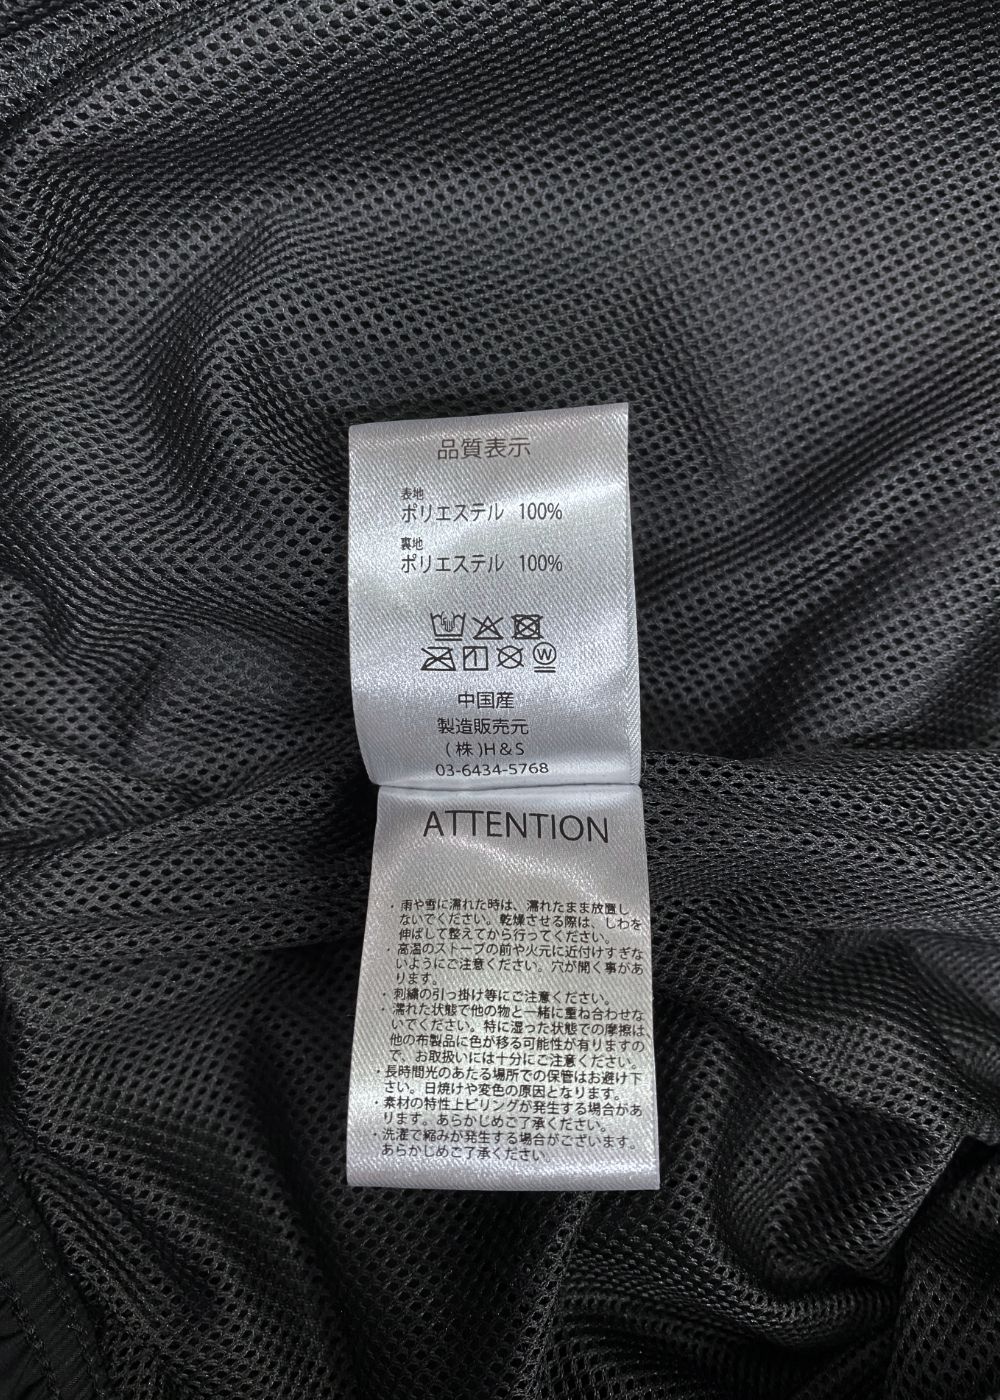 品質表示
表地
ポリエステル 100%
裏地
ポリエステル 100%
W
中国産
製造販売元
(株)H&S
03-6434-5768
ATTENTION
・雨や雪に濡れた時は、濡れたまま放置し
ないでください。乾燥させる際は、しわを
伸ばして整えてから行ってください。
・高温のストーブの前や火元に近付けすぎな
いようにご注意ください。穴が開く事があ
ります。
・刺繍の引っ掛け等にご注意ください。
・濡れた状態で他の物と一緒に重ね合わせな
いでください。特に湿った状態での摩擦は
他の布製品に色が移る可能性が有りますの
で、お取扱いには十分にご注意ください。
・長時間光のあたる場所での保管はお避け下
さい。日焼けや変色の原因となります。
・素材の特性上ピリングが発生する場合があ
ります。あらかじめご了承ください。
・洗濯で縮みが発生する場合がございます。
あらかじめご了承ください。